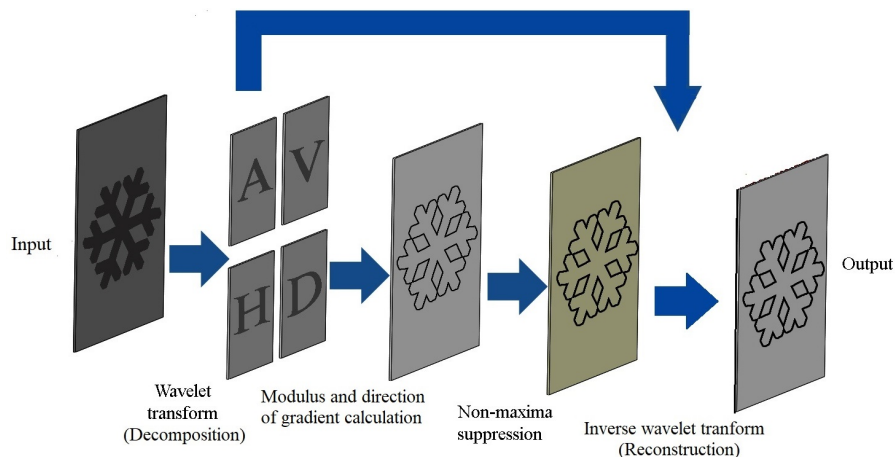 Input
A V
H D
Output
Wavelet
transform
(Decomposition)
Modulus and direction
of gradient calculation
Non-maxima
suppression
Inverse wavelet tranform
(Reconstruction)